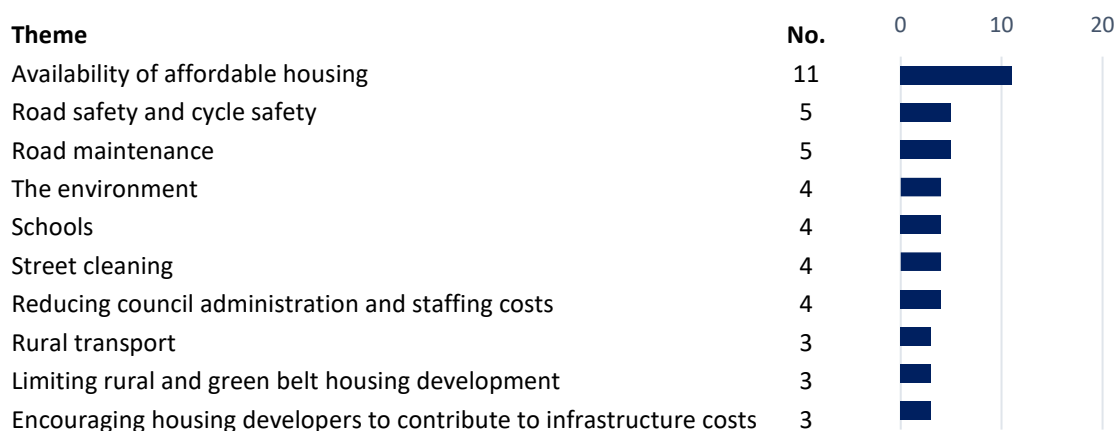 Theme No. 0 10 20
Availability of affordable housing 11
Road safety and cycle safety 5
Road maintenance 5
The environment 4
Schools 4
Street cleaning 4
Reducing council administration and staffing costs 4
Rural transport 3
Limiting rural and green belt housing development 3
Encouraging housing developers to contribute to infrastructure costs 3